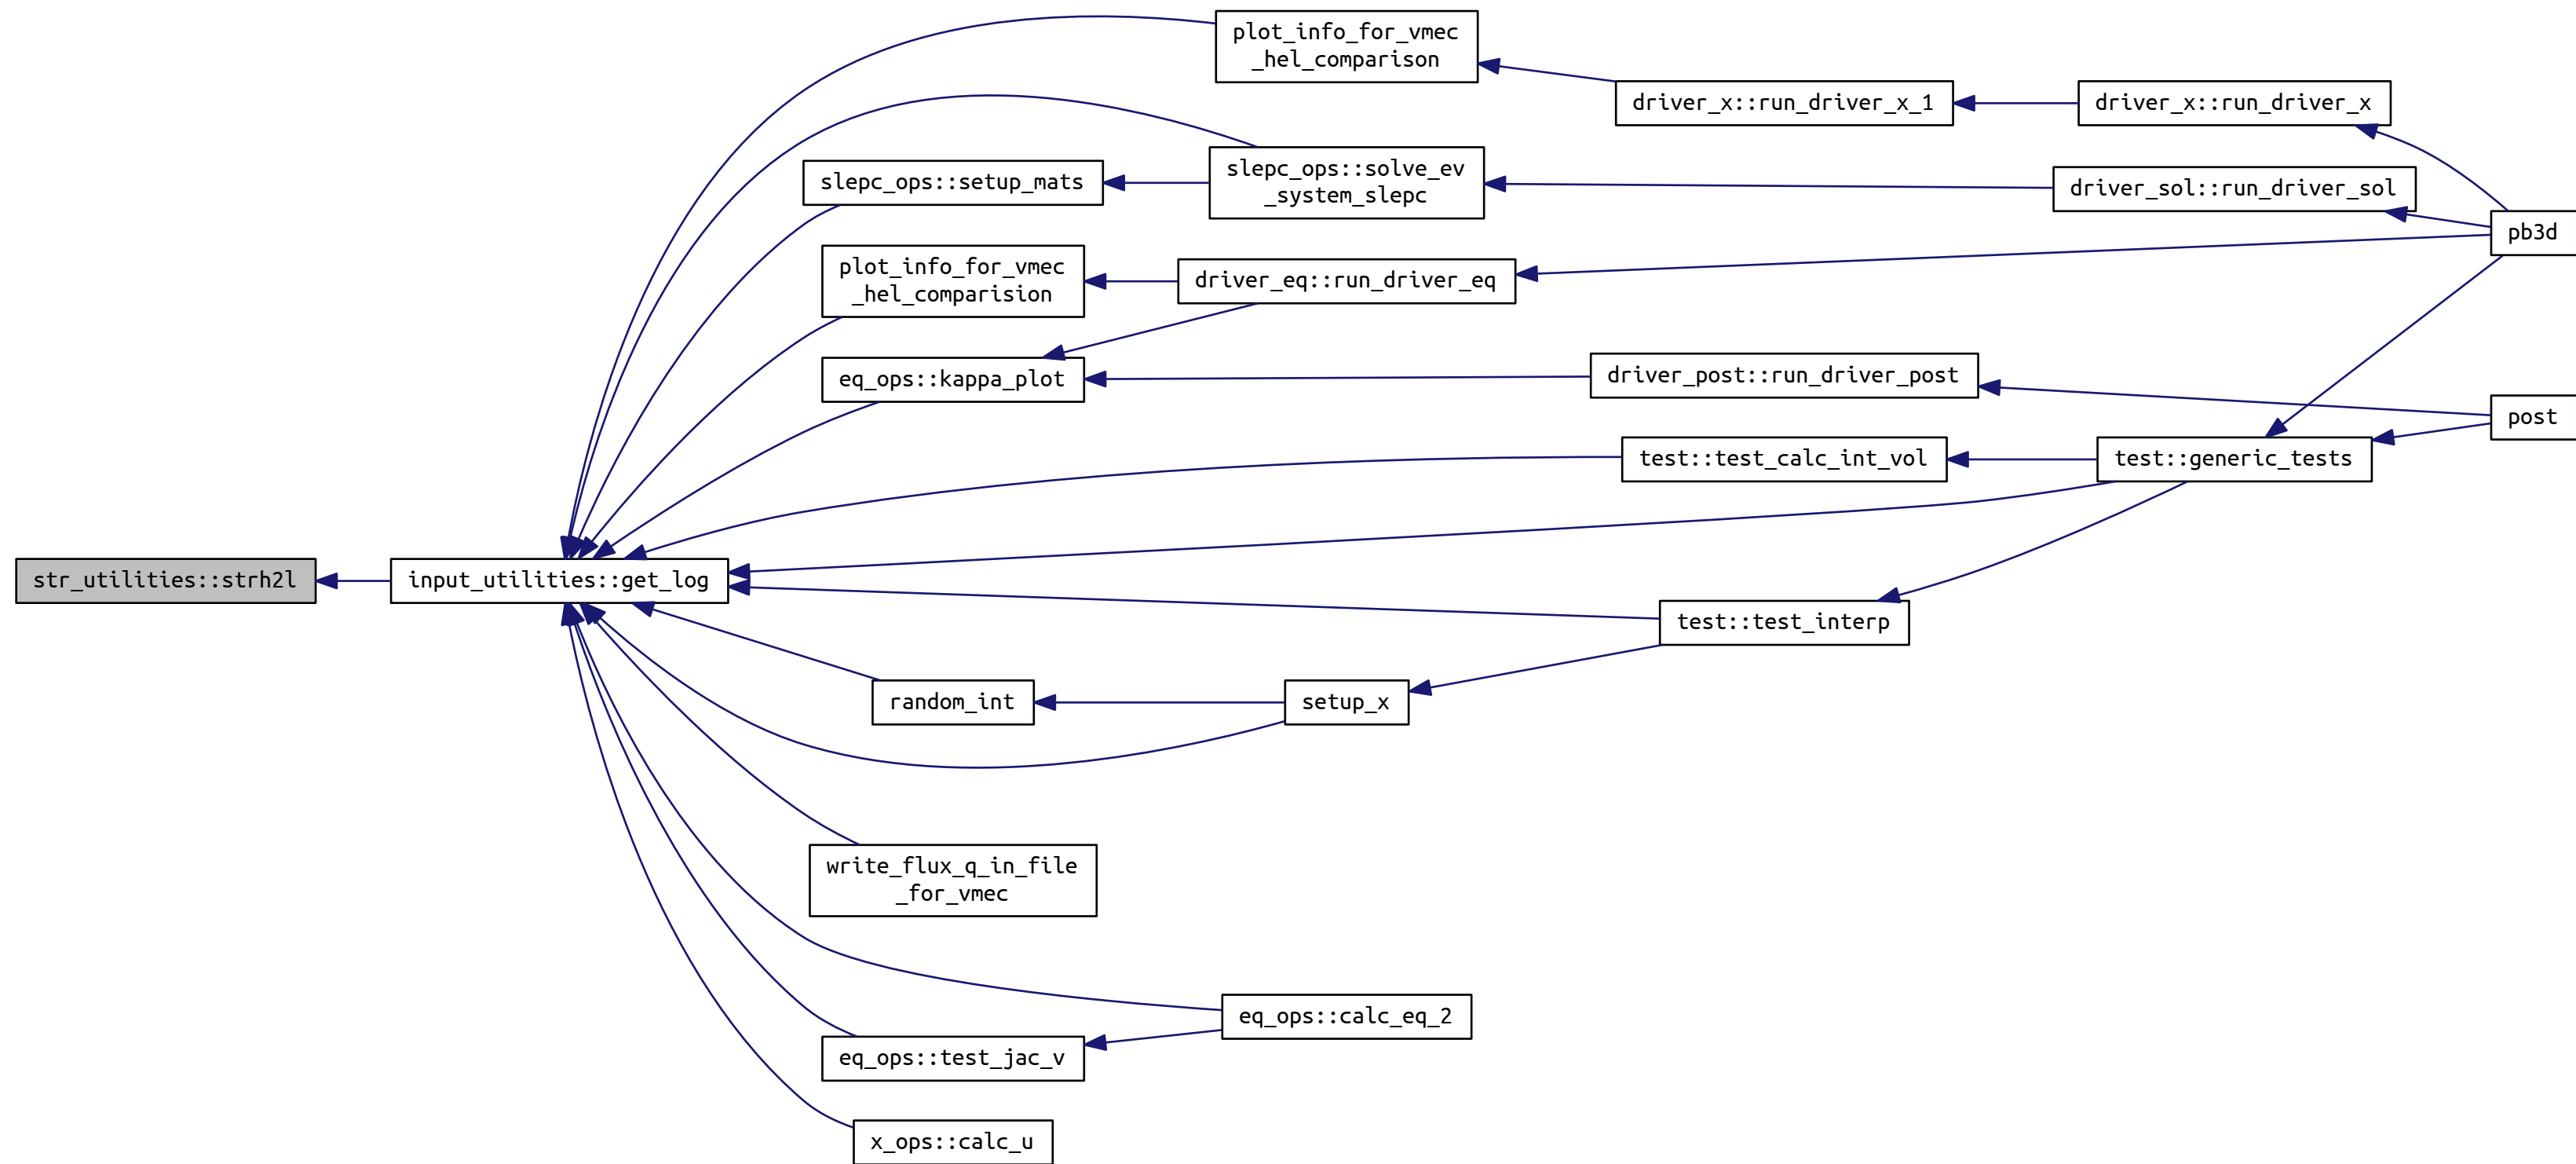 plot_info_for_vmec
_hel_comparison
driver_x::run_driver_x_1
driver_x::run_driver_x
slepc_ops::setup_mats
slepc_ops::solve_ev
_system_slepc
driver_sol::run_driver_sol
pb3d
plot_info_for_vmec
_hel_comparision
driver_eq::run_driver_eq
eq_ops::kappa_plot
driver_post::run_driver_post
post
test::test_calc_int_vol
test::generic_tests
str_utilities::strh2l
input_utilities::get_log
test::test_interp
random_int
setup_x
write_flux_q_in_file
_for_vmec
eq_ops::calc_eq_2
eq_ops::test_jac_v
x_ops::calc_u